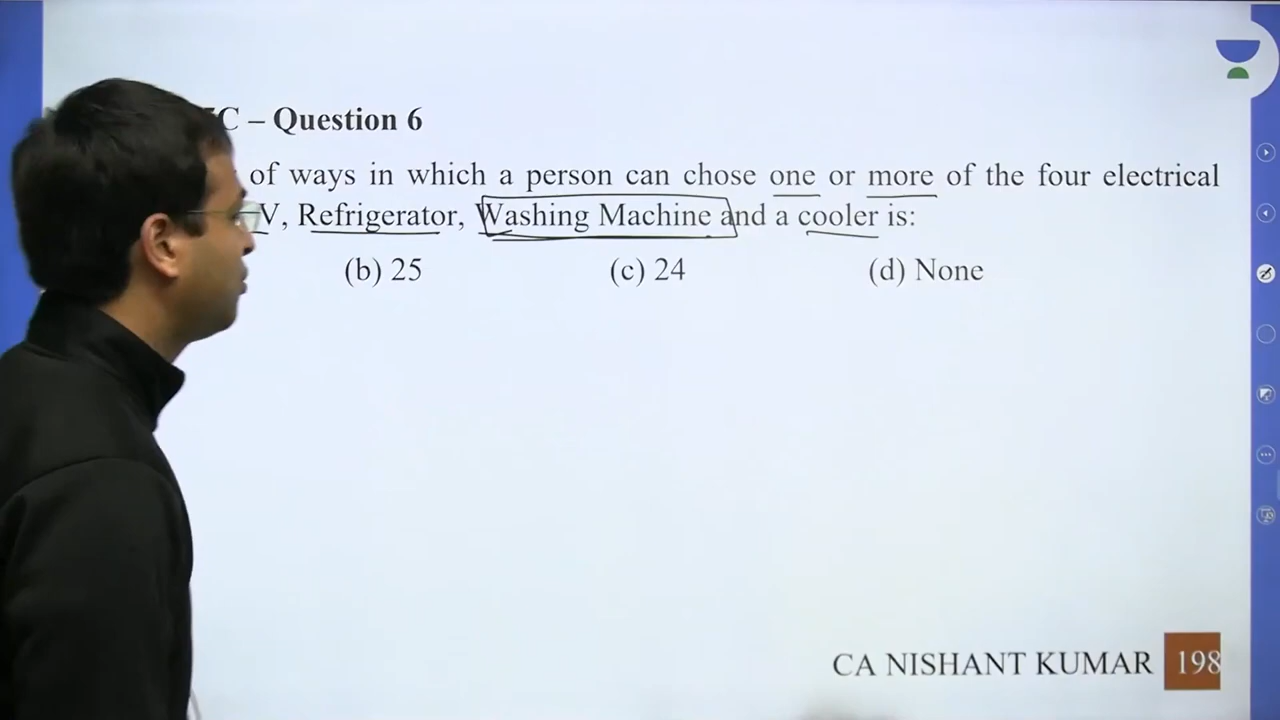 C – Question 6
of ways in which a person can chose one or more of the four electrical
V, Refrigerator, Washing Machine and a cooler is:
(b) 25 (c) 24 (d) None
CA NISHANT KUMAR 198